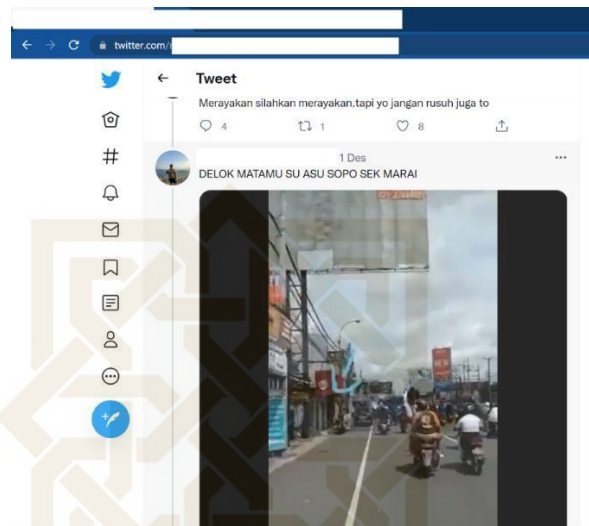 twitter.com/
Tweet
Merayakan silahkan merayakan,tapi yo jangan rusuh juga to
4 1 8
1 Des
DELOK MATAMU SU ASU SOPO SEK MARAI